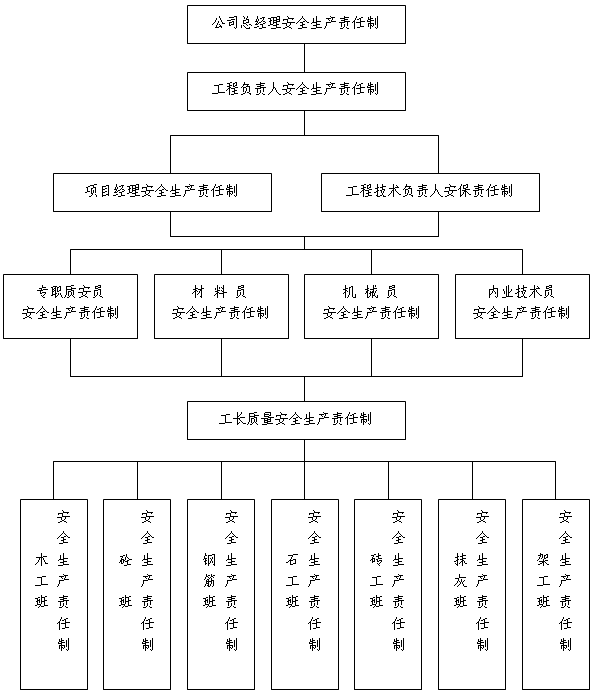 公司总经理安全生产责任制
工程负责人安全生产责任制
项目经理安全生产责任制
工程技术负责人安保责任制
专职质安员
安全生产责任制
材 料 员
安全生产责任制
机 械 员
安全生产责任制
内业技术员
安全生产责任制
工长质量安全生产责任制
木工班
安全生产责任制
砼 班
安全生产责任制
钢筋班
安全生产责任制
石工班
安全生产责任制
砖工班
安全生产责任制
抹灰班
安全生产责任制
架工班
安全生产责任制